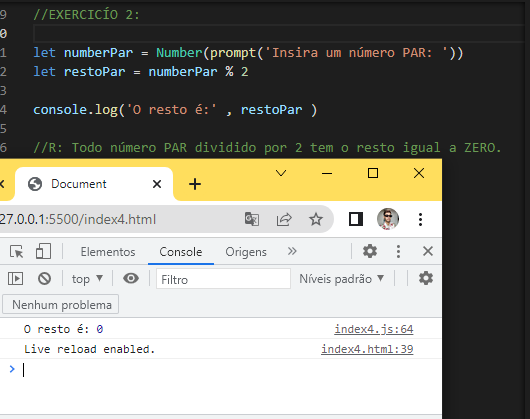 9 //EXERCICÍO 2:
0
1 let numberPar = Number(prompt('Insira um número PAR: '))
2 let restoPar = numberPar % 2
4 console.log('O resto é:' , restoPar )
5
6 //R: Todo número PAR dividido por 2 tem o resto igual a ZERO.
Document
27.0.0.1:5500/index4.html
Elementos Console Origens
top Filtro Níveis padrão
Nenhum problema
O resto é: 0 index4.js:64
Live reload enabled. index4.html:39